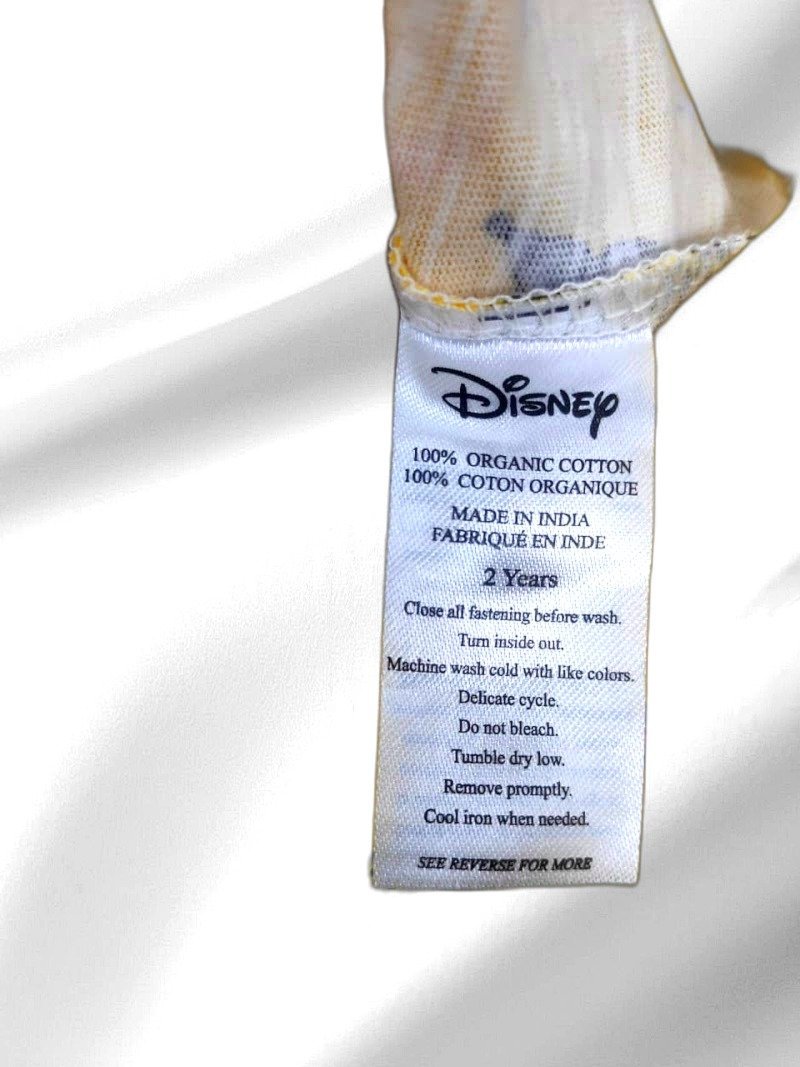 Disney
100% ORGANIC COTTON
100% COTON ORGANIQUE
MADE IN INDIA
FABRIQUÉ EN INDE
2 Years
Close all fastening before wash.
Turn inside out.
Machine wash cold with like colors.
Delicate cycle.
Do not bleach.
Tumble dry low.
Remove promptly.
Cool iron when needed.
SEE REVERSE FOR MORE